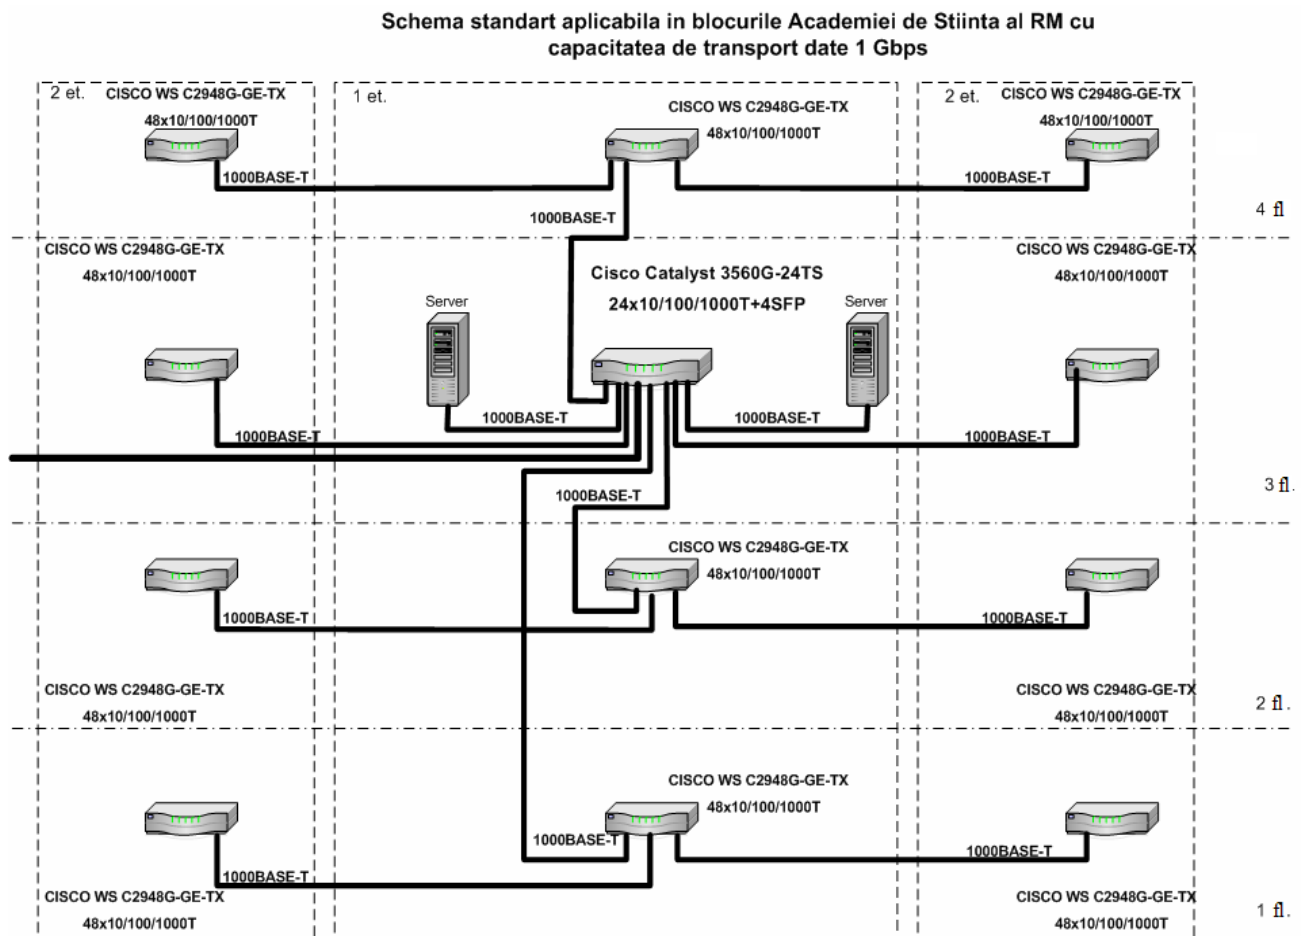 Schema standart aplicabila in blocurile Academiei de Stiinta al RM cu
capacitatea de transport date 1 Gbps
2 et.
CISCO WS C2948G-GE-TX
48x10/100/1000T
1 et.
CISCO WS C2948G-GE-TX
48x10/100/1000T
2 et.
CISCO WS C2948G-GE-TX
48x10/100/1000T
1000BASE-T
1000BASE-T
1000BASE-T
4 fl
CISCO WS C2948G-GE-TX
48x10/100/1000T
CISCO WS C2948G-GE-TX
48x10/100/1000T
Cisco Catalyst 3560G-24TS
24x10/100/1000T+4SFP
Server
Server
1000BASE-T
1000BASE-T
1000BASE-T
1000BASE-T
1000BASE-T
3 fl.
CISCO WS C2948G-GE-TX
48x10/100/1000T
1000BASE-T
1000BASE-T
CISCO WS C2948G-GE-TX
48x10/100/1000T
CISCO WS C2948G-GE-TX
48x10/100/1000T
2 fl.
CISCO WS C2948G-GE-TX
48x10/100/1000T
1000BASE-T
1000BASE-T
1000BASE-T
CISCO WS C2948G-GE-TX
48x10/100/1000T
CISCO WS C2948G-GE-TX
48x10/100/1000T
1 fl.